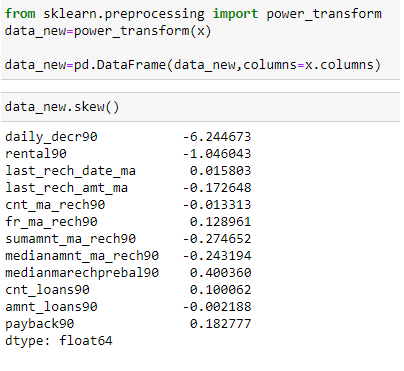 from sklearn.preprocessing import power_transform
data_new=power_transform(x)
data_new=pd.DataFrame(data_new,columns=x.columns)
data_new.skew()
daily_decr90 -6.244673
rental90 -1.046043
last_rech_date_ma 0.015803
last_rech_amt_ma -0.172648
cnt_ma_rech90 -0.013313
fr_ma_rech90 0.128961
sumamnt_ma_rech90 -0.274652
medianamnt_ma_rech90 -0.243194
medianmarechprebal90 0.400360
cnt_loans90 0.100062
amnt_loans90 -0.002188
payback90 0.182777
dtype: float64